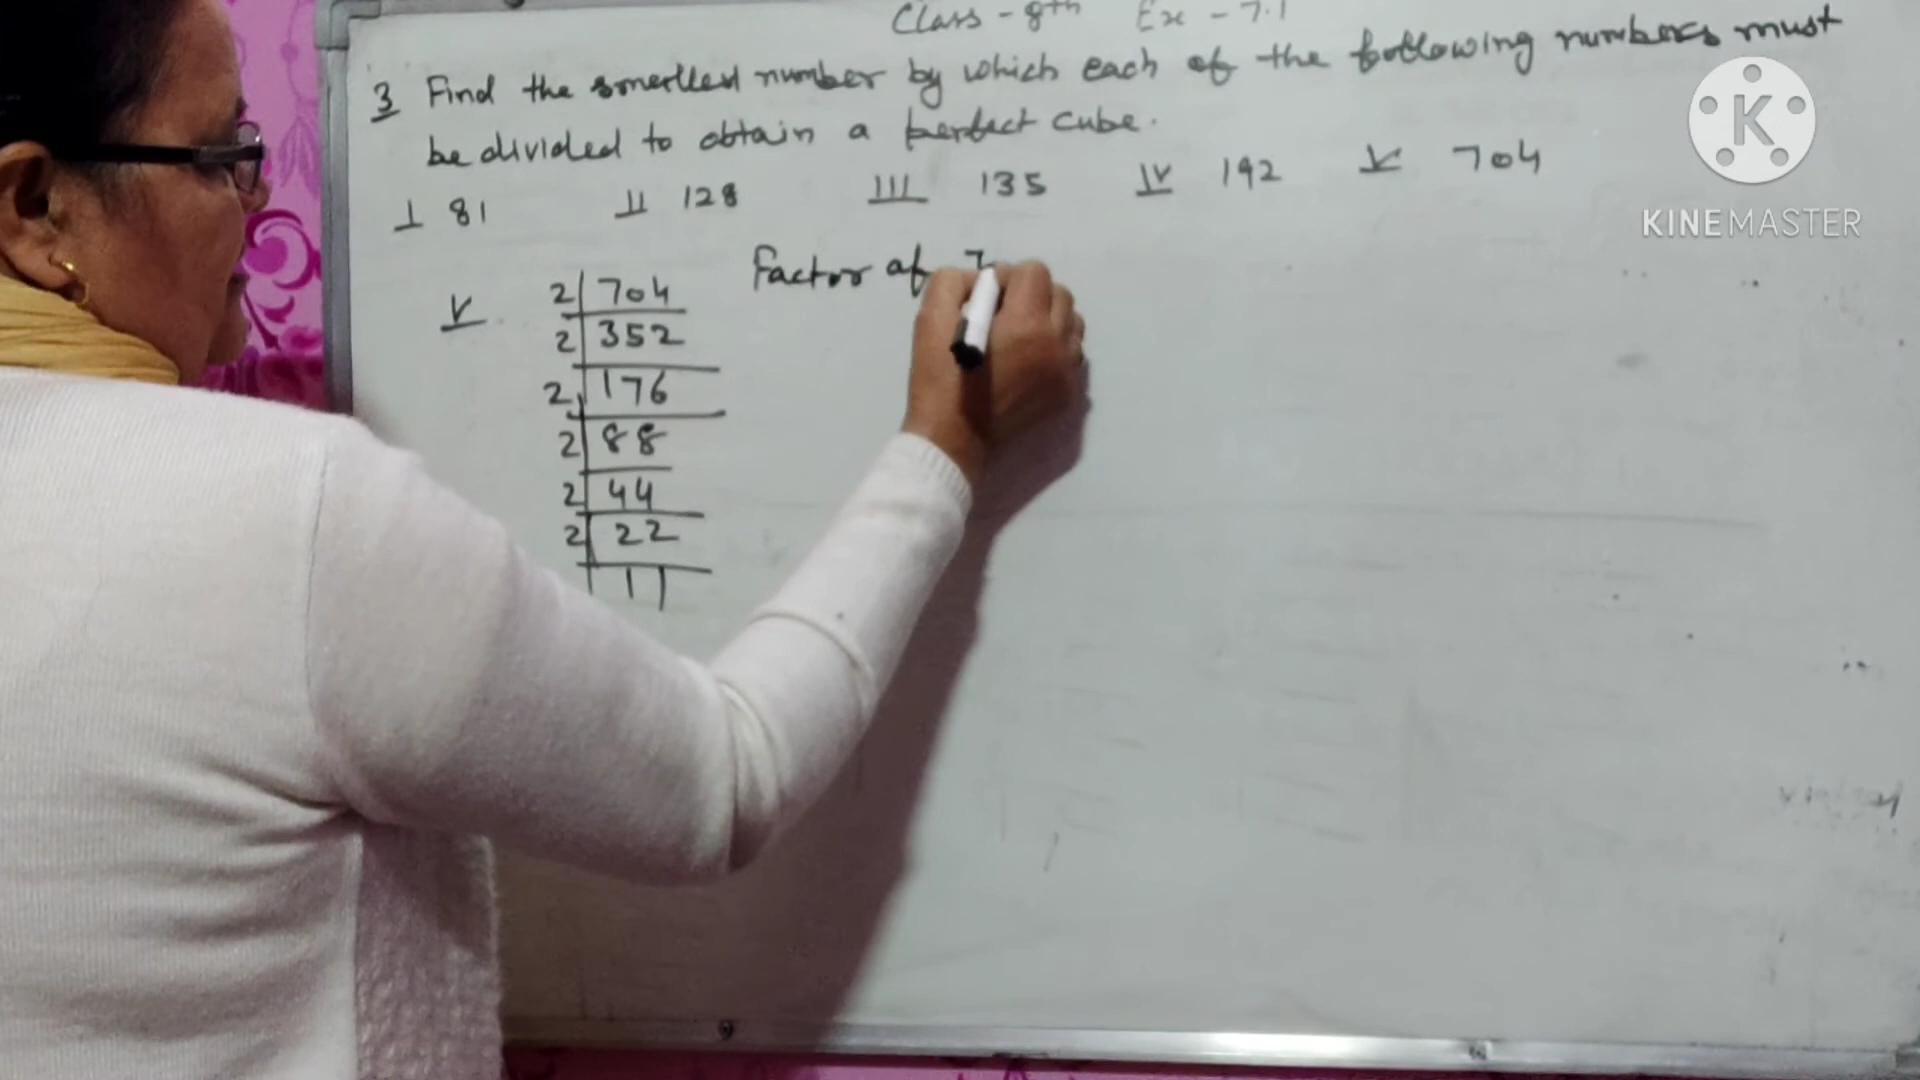 Class - 8th Ex - 7.1
3 Find the smallest number by which each of the following numbers must
be divided to obtain a perfect cube.
I 81 II 128 III 135 IV 192 V 704
K
KINEMASTER
V
Factor of 7
2 704
2 352
2 176
2 88
2 44
2 22
11